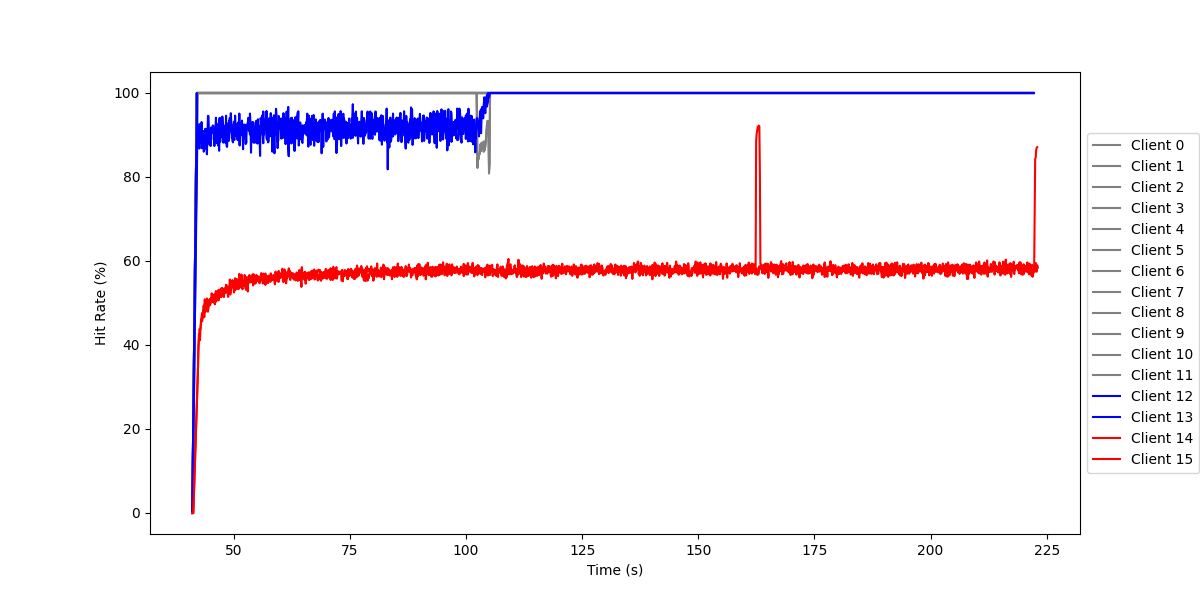 100
80
60
40
20
0
Hit Rate (%)
50
75
100
125
150
175
200
225
Time (s)
Client 0
Client 1
Client 2
Client 3
Client 4
Client 5
Client 6
Client 7
Client 8
Client 9
Client 10
Client 11
Client 12
Client 13
Client 14
Client 15